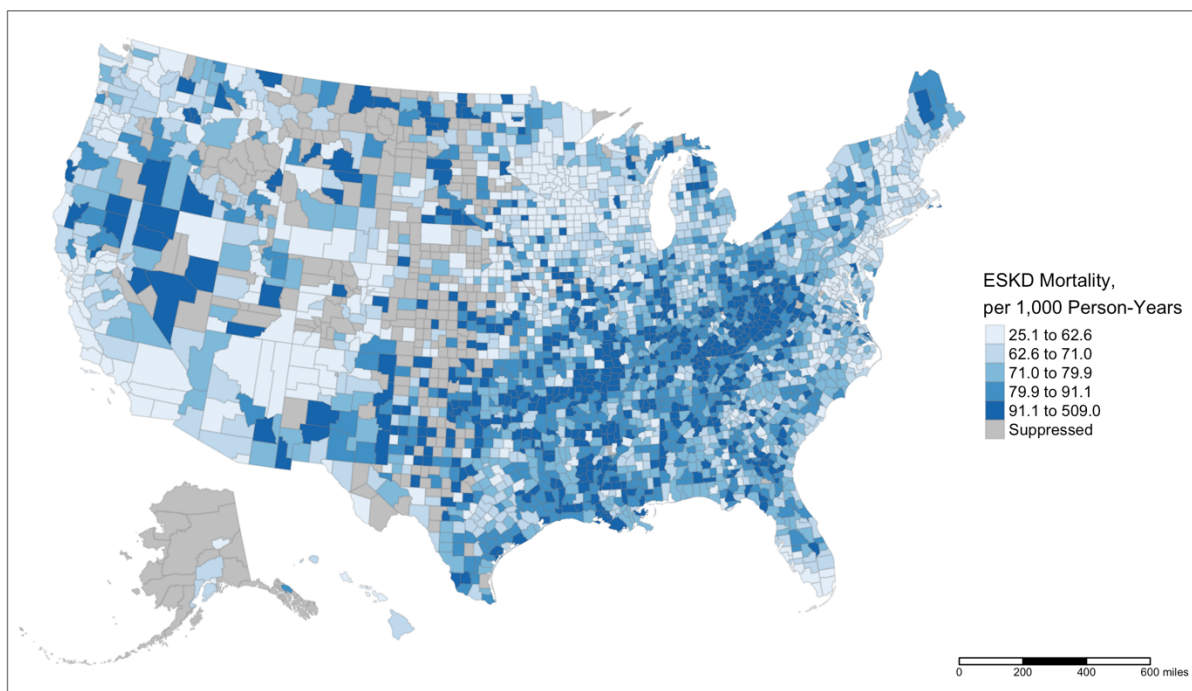 ESKD Mortality,
per 1,000 Person-Years
25.1 to 62.6
62.6 to 71.0
71.0 to 79.9
79.9 to 91.1
91.1 to 509.0
Suppressed
0 200 400 600 miles